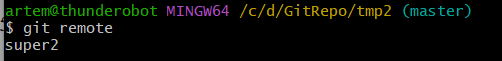 artem@thunderobot MINGW64 /c/d/GitRepo/tmp2 (master)
$ git remote
super2